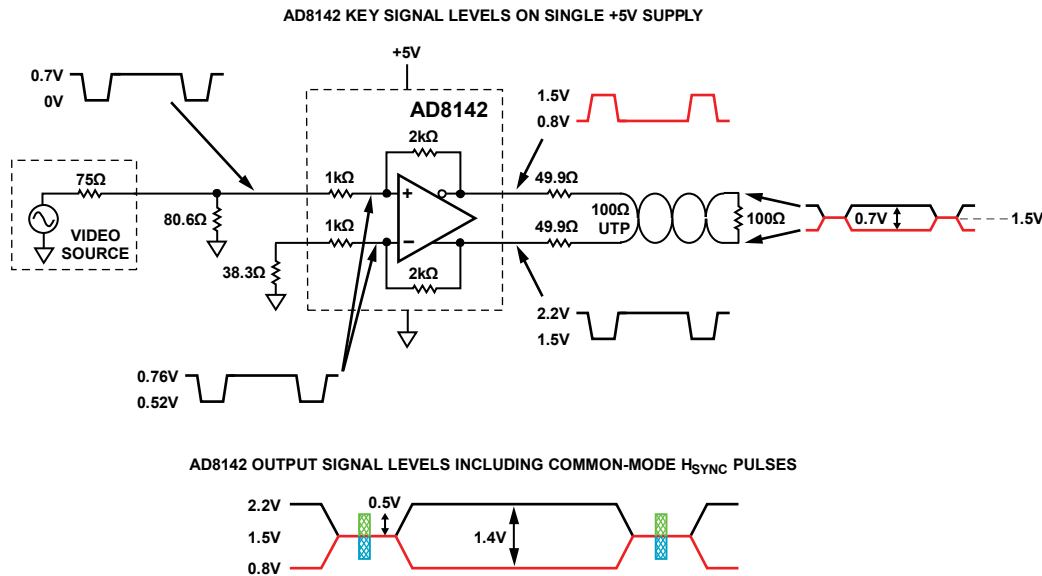 AD8142 KEY SIGNAL LEVELS ON SINGLE +5V SUPPLY
+5V
0.7V
0V
AD8142
1.5V
0.8V
2kΩ
75Ω
1kΩ
49.9Ω
80.6Ω
100Ω
UTP
100Ω
0.7V
1.5V
VIDEO
SOURCE
1kΩ
49.9Ω
38.3Ω
2kΩ
2.2V
1.5V
0.76V
0.52V
AD8142 OUTPUT SIGNAL LEVELS INCLUDING COMMON-MODE HSYNC PULSES
2.2V
0.5V
1.5V
1.4V
0.8V